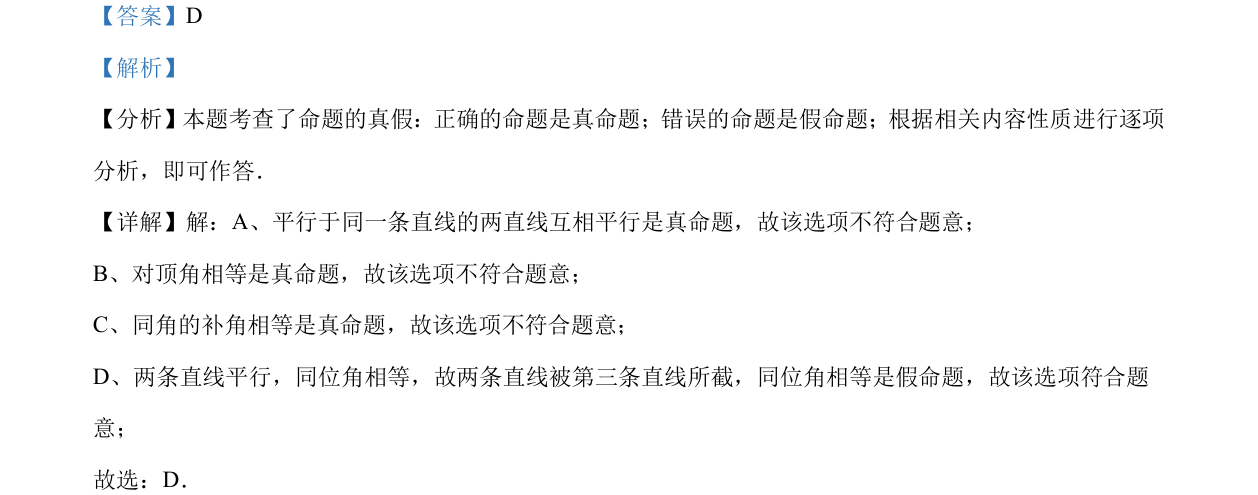 【答案】D
【解析】
【分析】本题考查了命题的真假：正确的命题是真命题；错误的命题是假命题；根据相关内容性质进行逐项
分析，即可作答．
【详解】解：A、平行于同一条直线的两直线互相平行是真命题，故该选项不符合题意；
B、对顶角相等是真命题，故该选项不符合题意；
C、同角的补角相等是真命题，故该选项不符合题意；
D、两条直线平行，同位角相等，故两条直线被第三条直线所截，同位角相等是假命题，故该选项符合题
意；
故选：D．